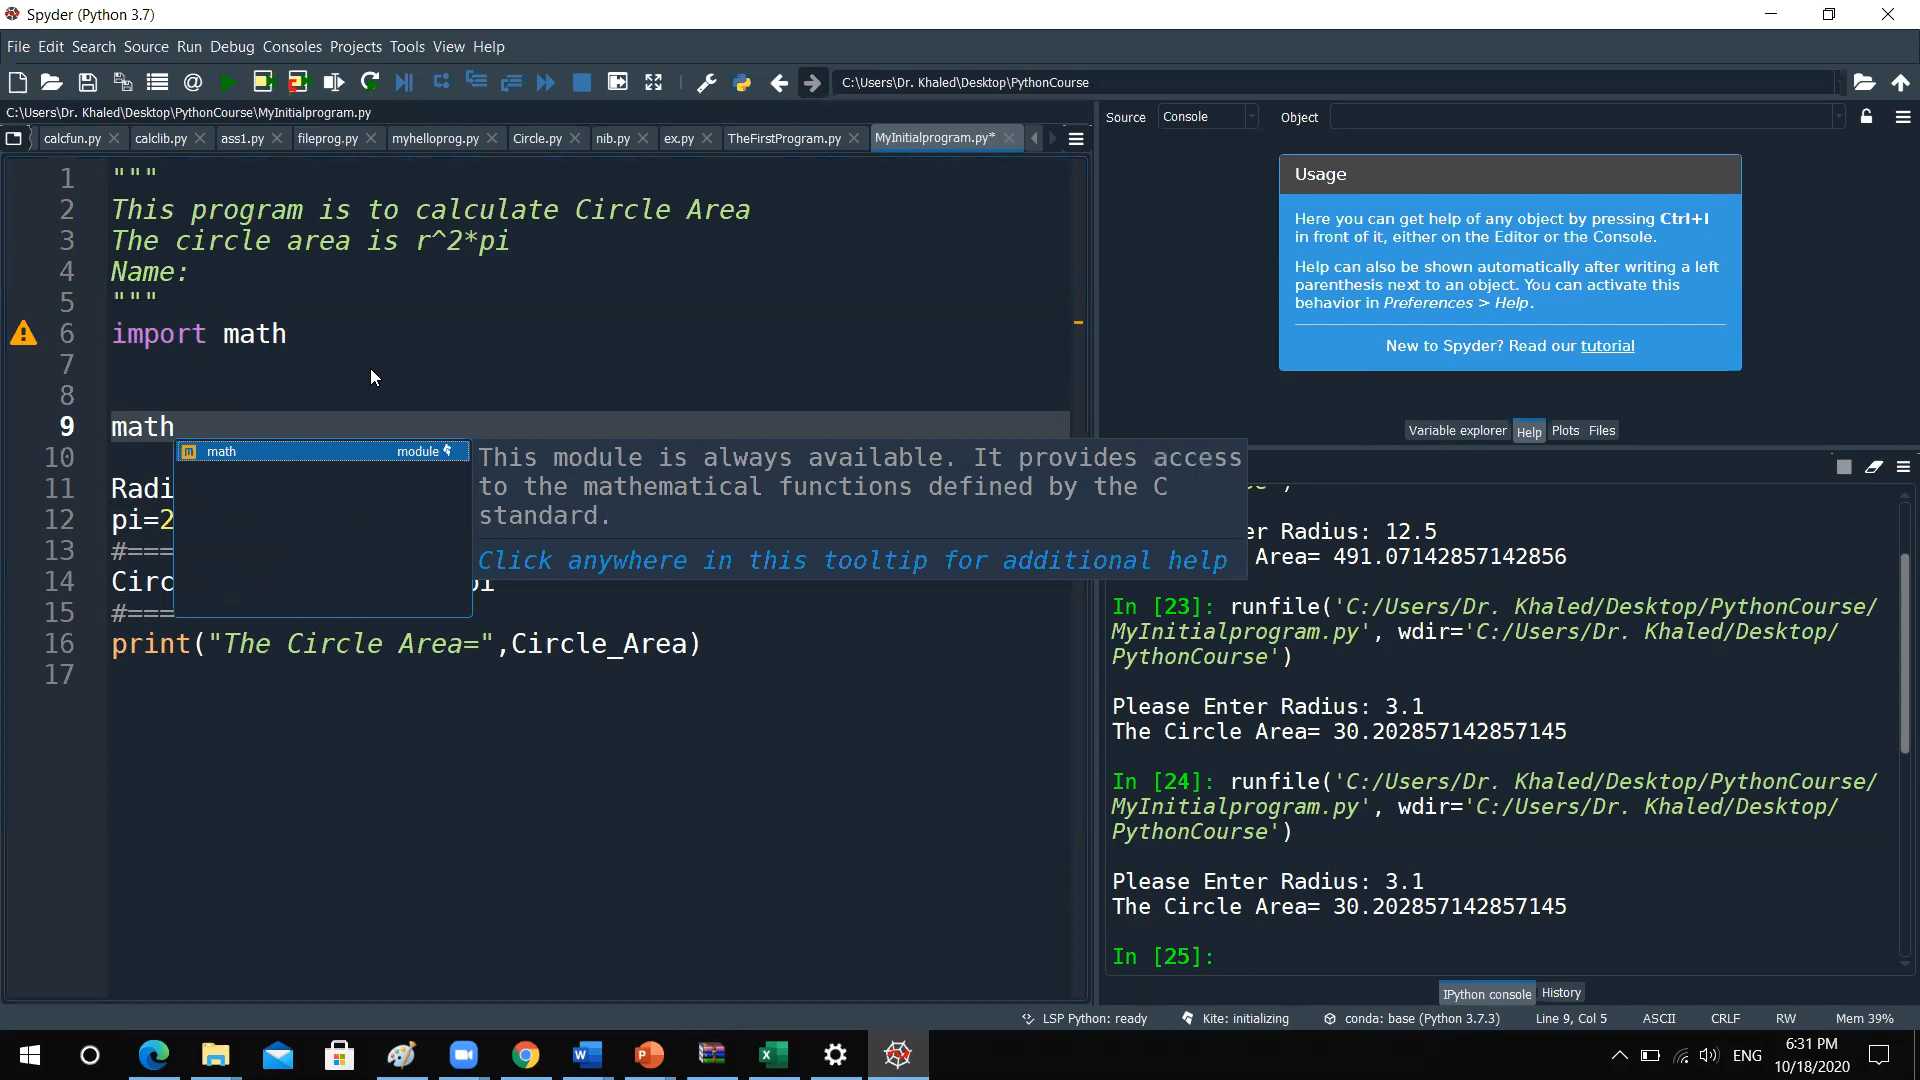 Spyder (Python 3.7)
File Edit Search Source Run Debug Consoles Projects Tools View Help
C:\Users\Dr. Khaled\Desktop\PythonCourse
C:\Users\Dr. Khaled\Desktop\PythonCourse\MyInitialprogram.py
calcfun.py calclib.py ass1.py fileprog.py myhelloprog.py Circle.py nib.py ex.py TheFirstProgram.py MyInitialprogram.py*
1 """
2 This program is to calculate Circle Area
3 The circle area is r^2*pi
4 Name:
5 """
6 import math
7
8
9 math
10
11 Radi
12 pi=2
13 #===
14 Circ pi
15 #===
16 print("The Circle Area=",Circle_Area)
17
math module
This module is always available. It provides access
to the mathematical functions defined by the C
standard.
Click anywhere in this tooltip for additional help
Source Console Object
Usage
Here you can get help of any object by pressing Ctrl+I
in front of it, either on the Editor or the Console.
Help can also be shown automatically after writing a left
parenthesis next to an object. You can activate this
behavior in Preferences > Help.
New to Spyder? Read our tutorial
Variable explorer Help Plots Files
er Radius: 12.5
Area= 491.07142857142856
In [23]: runfile('C:/Users/Dr. Khaled/Desktop/PythonCourse/
MyInitialprogram.py', wdir='C:/Users/Dr. Khaled/Desktop/
PythonCourse')
Please Enter Radius: 3.1
The Circle Area= 30.202857142857145
In [24]: runfile('C:/Users/Dr. Khaled/Desktop/PythonCourse/
MyInitialprogram.py', wdir='C:/Users/Dr. Khaled/Desktop/
PythonCourse')
Please Enter Radius: 3.1
The Circle Area= 30.202857142857145
In [25]:
IPython console History
LSP Python: ready Kite: initializing conda: base (Python 3.7.3) Line 9, Col 5 ASCII CRLF RW Mem 39%
ENG
6:31 PM
10/18/2020